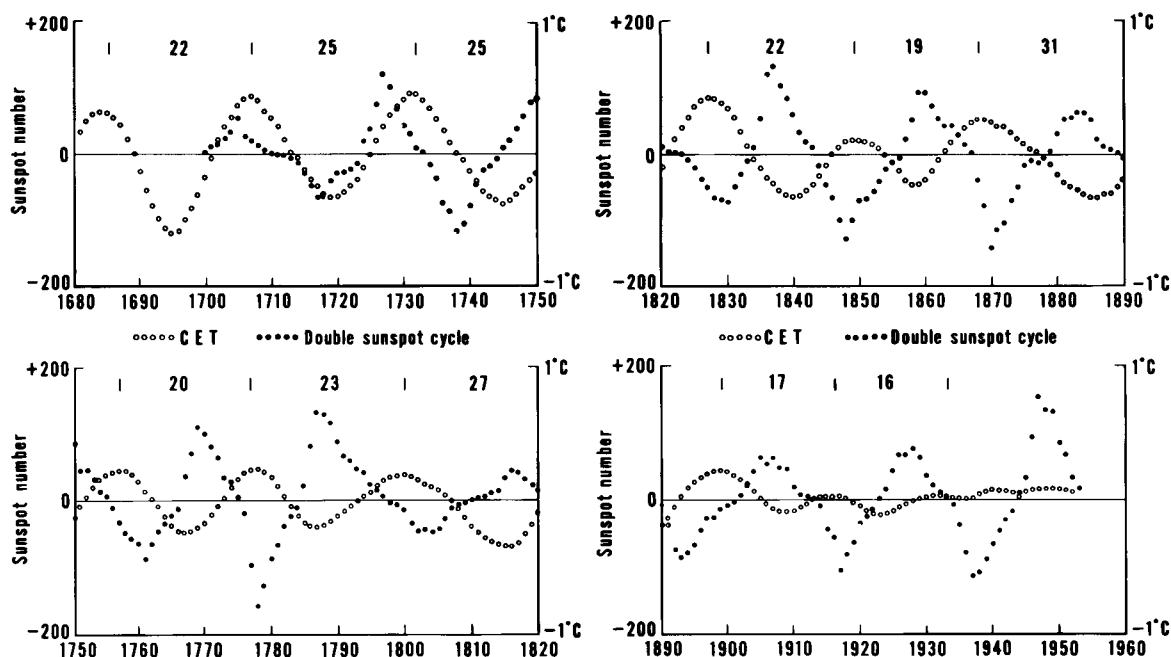 +200 1°C +200 1°C
22 25 25 22 19 31
Sunspot number
0
Sunspot number
0
-200 -1°C -200 -1°C
1680 1690 1700 1710 1720 1730 1740 1750 1820 1830 1840 1850 1860 1870 1880 1890
CET Double sunspot cycle CET Double sunspot cycle
+200 1°C +200 1°C
20 23 27 17 16
Sunspot number
0
Sunspot number
0
-200 -1°C -200 -1°C
1750 1760 1770 1780 1790 1800 1810 1820 1890 1900 1910 1920 1930 1940 1950 1960